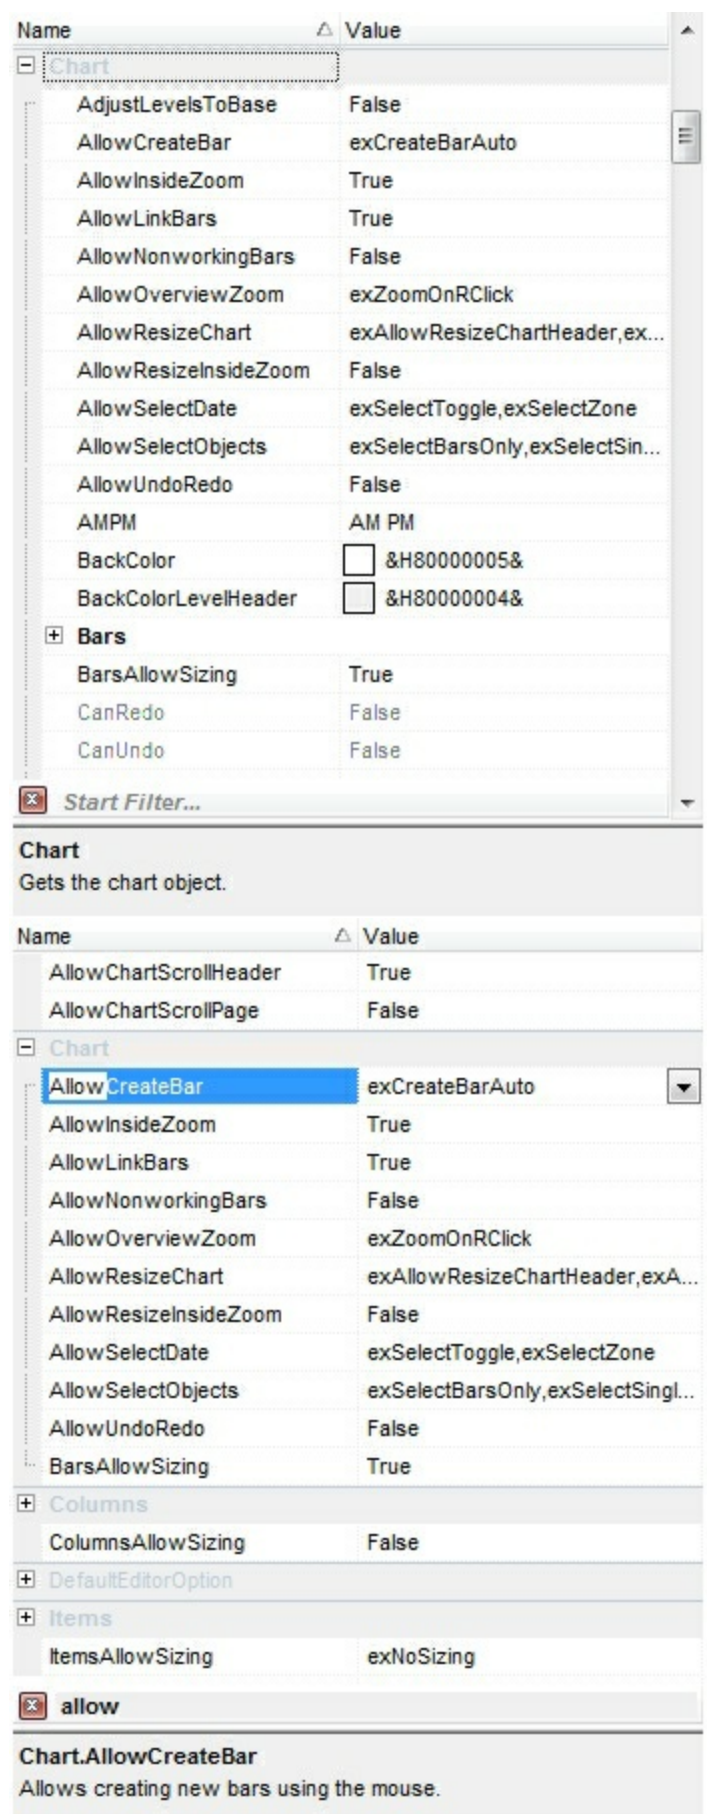 Name Value
Chart
AdjustLevelsToBase False
AllowCreateBar exCreateBarAuto
AllowInsideZoom True
AllowLinkBars True
AllowNonworkingBars False
AllowOverviewZoom exZoomOnRClick
AllowResizeChart exAllowResizeChartHeader,ex...
AllowResizeInsideZoom False
AllowSelectDate exSelectToggle,exSelectZone
AllowSelectObjects exSelectBarsOnly,exSelectSin...
AllowUndoRedo False
AMPM AM PM
BackColor &H80000005&
BackColorLevelHeader &H80000004&
Bars
BarsAllowSizing True
CanRedo False
CanUndo False
Start Filter...
Chart
Gets the chart object.
Name Value
AllowChartScrollHeader True
AllowChartScrollPage False
Chart
AllowCreateBar exCreateBarAuto
AllowInsideZoom True
AllowLinkBars True
AllowNonworkingBars False
AllowOverviewZoom exZoomOnRClick
AllowResizeChart exAllowResizeChartHeader,exA...
AllowResizeInsideZoom False
AllowSelectDate exSelectToggle,exSelectZone
AllowSelectObjects exSelectBarsOnly,exSelectSingl...
AllowUndoRedo False
BarsAllowSizing True
Columns
ColumnsAllowSizing False
DefaultEditorOption
Items
ItemsAllowSizing exNoSizing
allow
Chart.AllowCreateBar
Allows creating new bars using the mouse.